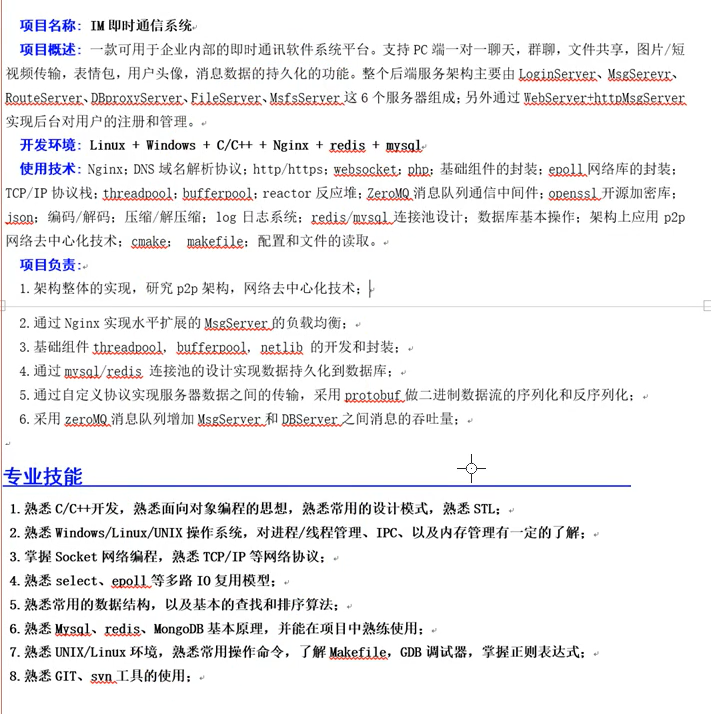 项目名称: IM 即时通信系统
项目概述: 一款可用于企业内部的即时通讯软件系统平台。支持 PC 端一对一聊天，群聊，文件共享，图片/短
视频传输，表情包，用户头像，消息数据的持久化的功能。整个后端服务架构主要由 LoginServer、MsgSerevr、
RouteServer、DBproxyServer、FileServer、MsfsServer 这 6 个服务器组成；另外通过 WebServer+httpMsgServer
实现后台对用户的注册和管理。
开发环境: Linux + Windows + C/C++ + Nginx + redis + mysql
使用技术: Nginx；DNS 域名解析协议；http/https；websocket；php；基础组件的封装；epoll 网络库的封装；
TCP/IP 协议栈；threadpool；bufferpool；reactor 反应堆；ZeroMQ 消息队列通信中间件；openssl 开源加密库；
json；编码/解码；压缩/解压缩；log 日志系统；redis/mysql 连接池设计；数据库基本操作；架构上应用 p2p
网络去中心化技术；cmake； makefile；配置和文件的读取。
项目负责:
1. 架构整体的实现，研究 p2p 架构，网络去中心化技术；
2. 通过 Nginx 实现水平扩展的 MsgServer 的负载均衡；
3. 基础组件 threadpool，bufferpool，netlib 的开发和封装；
4. 通过 mysql/redis 连接池的设计实现数据持久化到数据库；
5. 通过自定义协议实现服务器数据之间的传输，采用 protobuf 做二进制数据流的序列化和反序列化；
6. 采用 zeroMQ 消息队列增加 MsgServer 和 DBServer 之间消息的吞吐量；
专业技能
1. 熟悉 C/C++开发，熟悉面向对象编程的思想，熟悉常用的设计模式，熟悉 STL；
2. 熟悉 Windows/Linux/UNIX 操作系统，对进程/线程管理、IPC、以及内存管理有一定的了解；
3. 掌握 Socket 网络编程，熟悉 TCP/IP 等网络协议；
4. 熟悉 select、epoll 等多路 IO 复用模型；
5. 熟悉常用的数据结构，以及基本的查找和排序算法；
6. 熟悉 Mysql、redis、MongoDB 基本原理，并能在项目中熟练使用；
7. 熟悉 UNIX/Linux 环境，熟悉常用操作命令，了解 Makefile，GDB 调试器，掌握正则表达式；
8. 熟悉 GIT、svn 工具的使用；